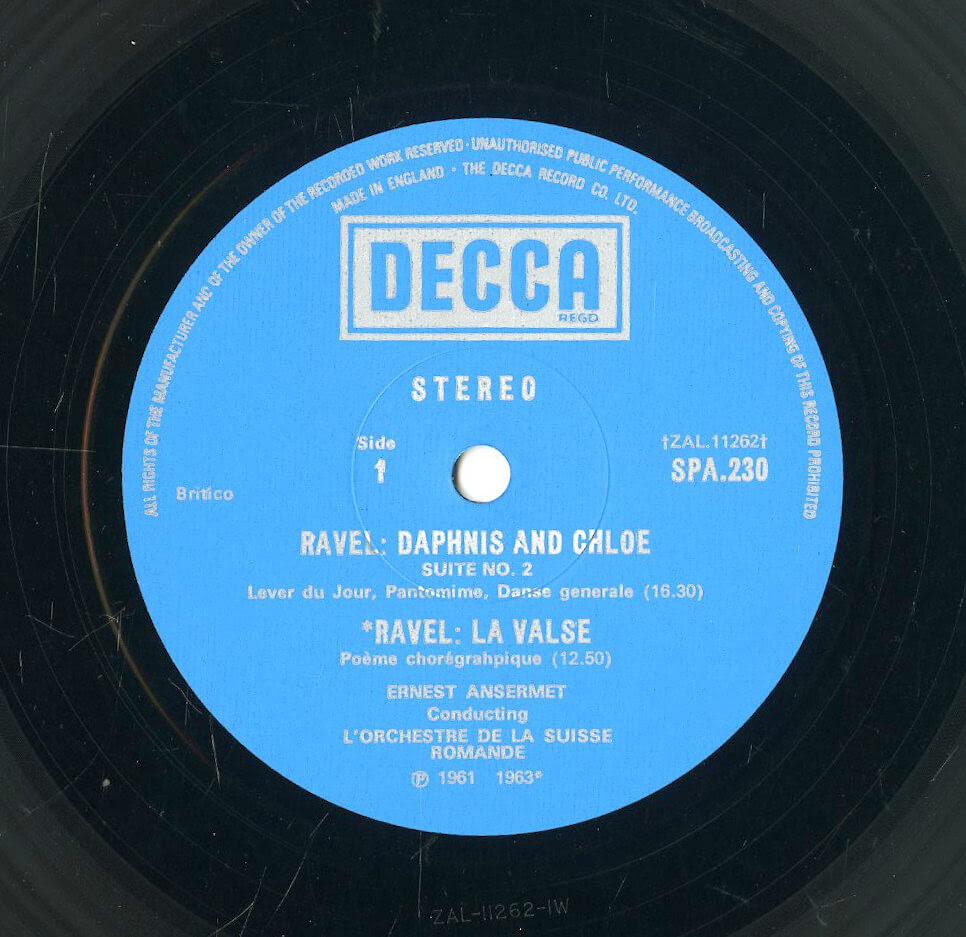 ALL RIGHTS OF THE MANUFACTURER AND OF THE OWNER OF THE RECORDED WORK RESERVED · UNAUTHORISED PUBLIC PERFORMANCE BROADCASTING AND COPYING OF THIS RECORD PROHIBITED
MADE IN ENGLAND · THE DECCA RECORD CO. LTD.
DECCA
REGD
STEREO
Side
1
†ZAL.11262†
SPA.230
Britico
RAVEL: DAPHNIS AND CHLOE
SUITE NO. 2
Lever du Jour, Pantomime, Danse generale (16.30)
*RAVEL: LA VALSE
Poème chorégrahpique (12.50)
ERNEST ANSERMET
Conducting
L'ORCHESTRE DE LA SUISSE
ROMANDE
Ⓟ 1961 1963*
ZAL-11262-1W